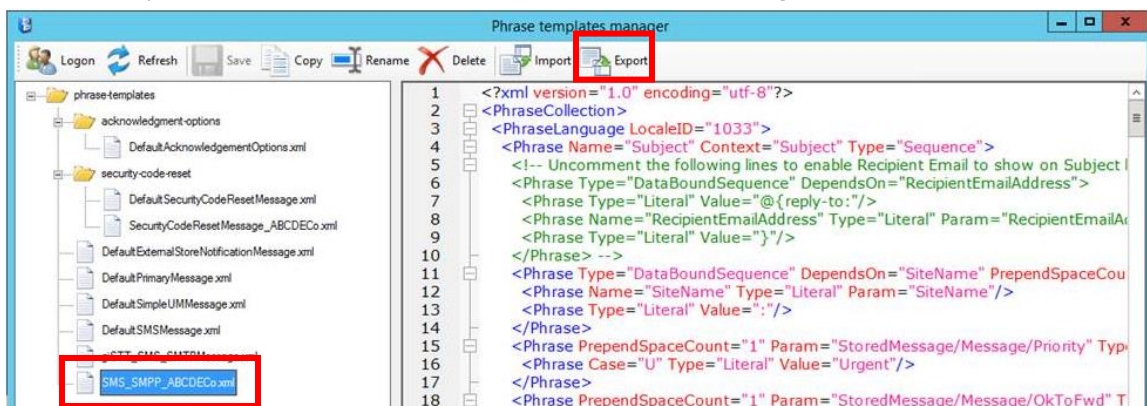 Phrase templates manager
Logon Refresh Save Copy Rename Delete Import Export
phrase-templates
acknowledgment-options
DefaultAcknowledgementOptions.xml
security-code-reset
DefaultSecurityCodeResetMessage.xml
SecurityCodeResetMessage_ABCDECo.xml
DefaultExternalStoreNotificationMessage.xml
DefaultPrimaryMessage.xml
DefaultSimpleUMMessage.xml
DefaultSMSMessage.xml
SMS_SMPP_ABCDECo.xml
1 <?xml version="1.0" encoding="utf-8"?>
2 <PhraseCollection>
3 <PhraseLanguage LocaleID="1033">
4 <Phrase Name="Subject" Context="Subject" Type="Sequence">
5 <!-- Uncomment the following lines to enable Recipient Email to show on Subject
6 <Phrase Type="DataBoundSequence" DependsOn="RecipientEmailAddress">
7 <Phrase Type="Literal" Value="@{reply-to:"/>
8 <Phrase Name="RecipientEmailAddress" Type="Literal" Param="RecipientEmailA
9 <Phrase Type="Literal" Value="}"/>
10 </Phrase> -->
11 <Phrase Type="DataBoundSequence" DependsOn="SiteName" PrependSpaceCou
12 <Phrase Name="SiteName" Type="Literal" Param="SiteName"/>
13 <Phrase Type="Literal" Value=":"/>
14 </Phrase>
15 <Phrase PrependSpaceCount="1" Param="StoredMessage/Message/Priority" Typ
16 <Phrase Case="U" Type="Literal" Value="Urgent"/>
17 </Phrase>
18 <Phrase PrependSpaceCount="1" Param="StoredMessage/Message/OkToFwd" T